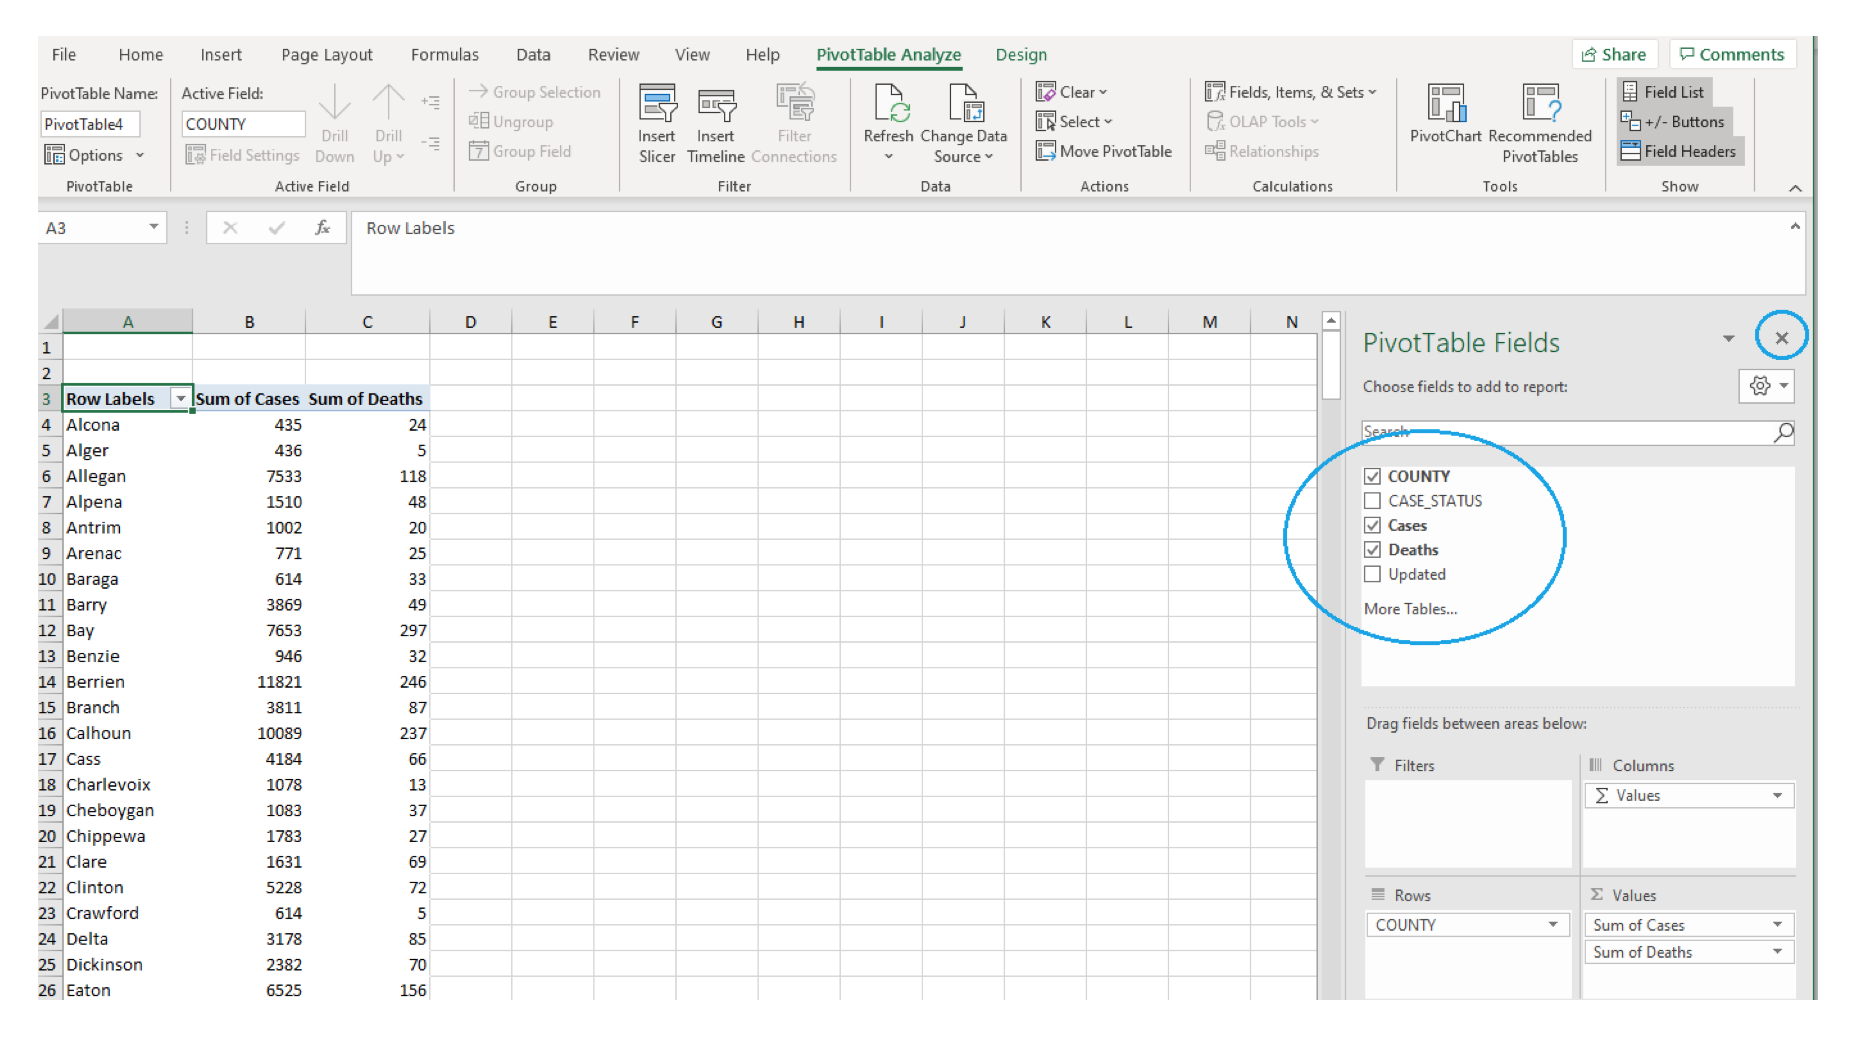 File Home Insert Page Layout Formulas Data Review View Help PivotTable Analyze Design Share Comments
PivotTable Name:
PivotTable4
Options
PivotTable
Active Field:
COUNTY
Field Settings
Drill Down
Drill Up
Active Field
Group Selection
Ungroup
Group Field
Group
Insert Slicer
Insert Timeline
Filter Connections
Filter
Refresh
Change Data Source
Data
Clear
Select
Move PivotTable
Actions
Fields, Items, & Sets
OLAP Tools
Relationships
Calculations
PivotChart
Recommended PivotTables
Tools
Field List
+/- Buttons
Field Headers
Show
A3 fx Row Labels
A B C D E F G H I J K L M N
1
2
3 Row Labels Sum of Cases Sum of Deaths
4 Alcona 435 24
5 Alger 436 5
6 Allegan 7533 118
7 Alpena 1510 48
8 Antrim 1002 20
9 Arenac 771 25
10 Baraga 614 33
11 Barry 3869 49
12 Bay 7653 297
13 Benzie 946 32
14 Berrien 11821 246
15 Branch 3811 87
16 Calhoun 10089 237
17 Cass 4184 66
18 Charlevoix 1078 13
19 Cheboygan 1083 37
20 Chippewa 1783 27
21 Clare 1631 69
22 Clinton 5228 72
23 Crawford 614 5
24 Delta 3178 85
25 Dickinson 2382 70
26 Eaton 6525 156
PivotTable Fields
Choose fields to add to report:
Search
COUNTY
CASE_STATUS
Cases
Deaths
Updated
More Tables...
Drag fields between areas below:
Filters
Columns
Σ Values
Rows
COUNTY
Σ Values
Sum of Cases
Sum of Deaths